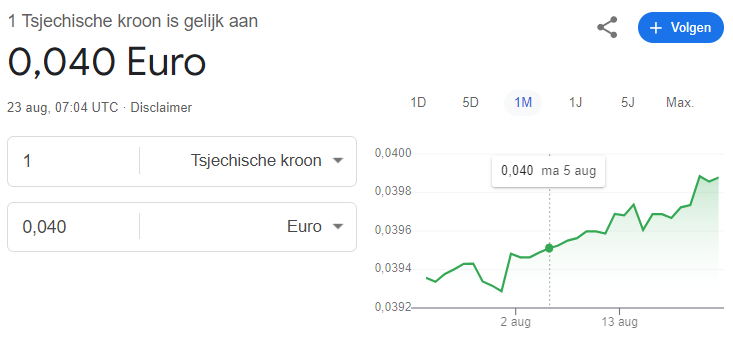 1 Tsjechische kroon is gelijk aan
Volgen
0,040 Euro
23 aug, 07:04 UTC · Disclaimer
1D 5D 1M 1J 5J Max.
1 Tsjechische kroon
0,040 Euro
0,0400
0,040 ma 5 aug
0,0398
0,0396
0,0394
0,0392
2 aug 13 aug